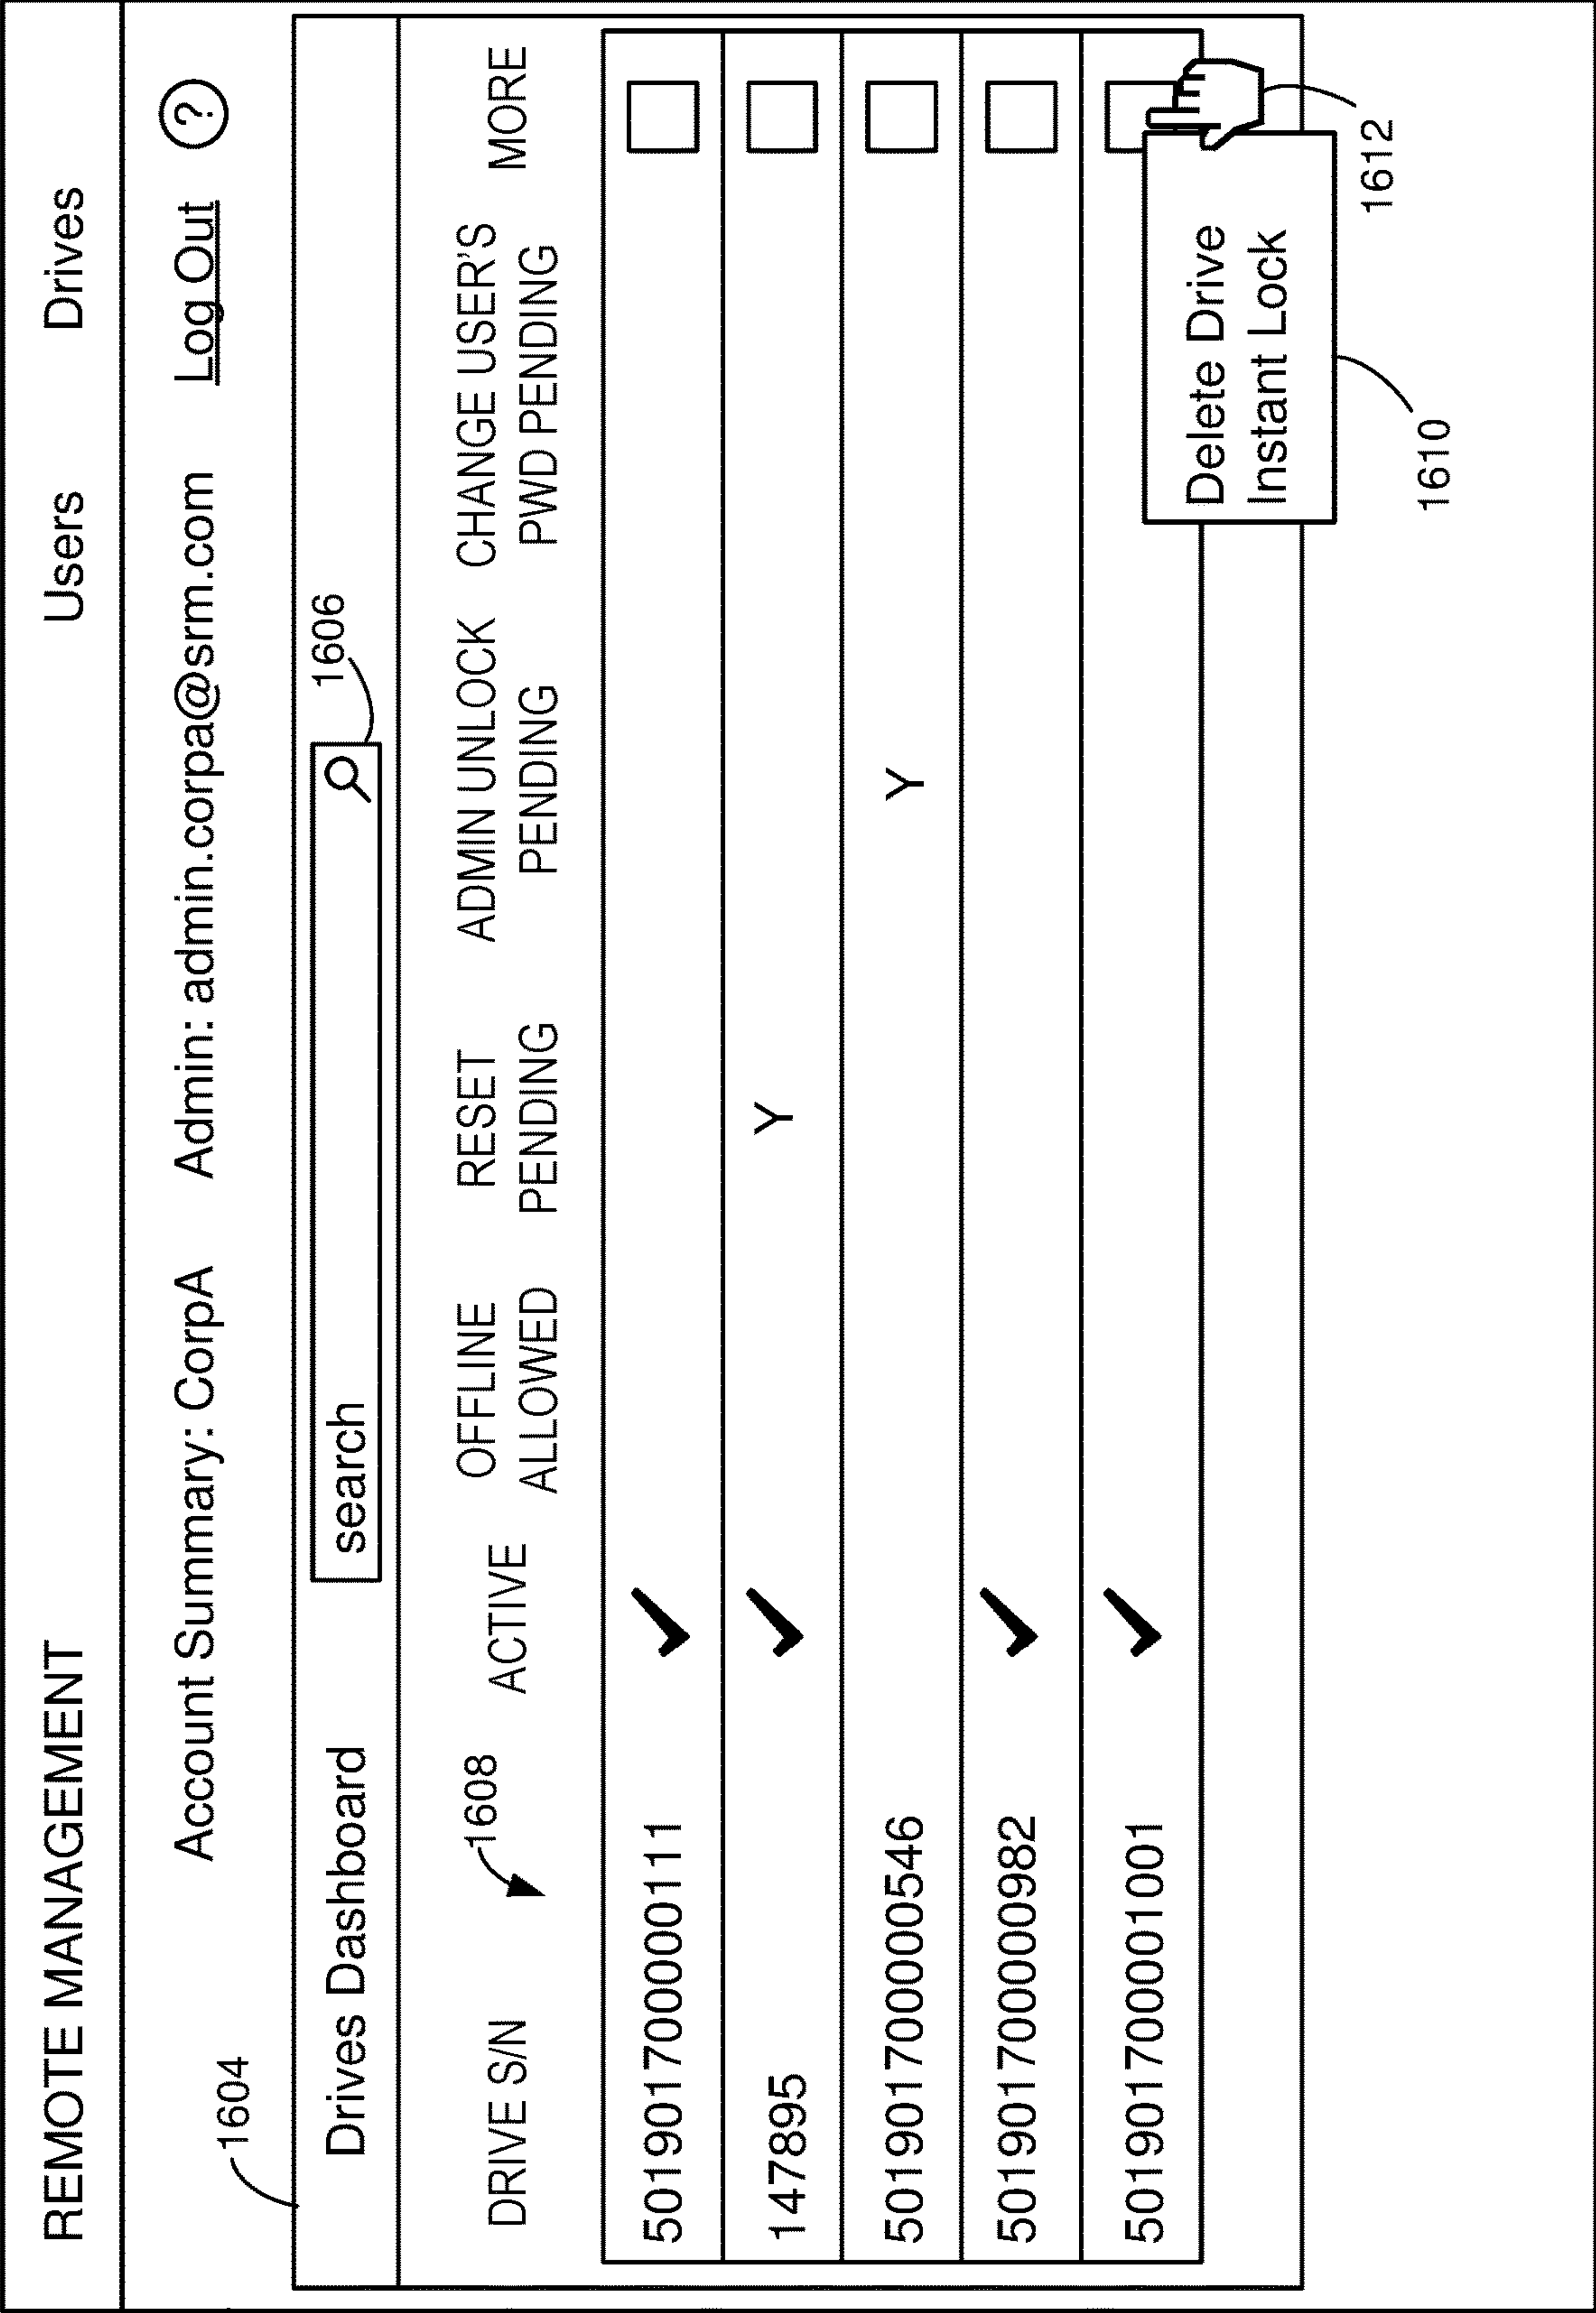 REMOTE MANAGEMENT Users Drives
Account Summary: CorpA Admin: admin.corpa@srm.com Log Out ?
1604
Drives Dashboard search 1606
1608
DRIVE S/N ACTIVE OFFLINE ALLOWED RESET PENDING ADMIN UNLOCK PENDING CHANGE USER'S PWD PENDING MORE
501901700000111
147895 Y
501901700000546 Y
501901700000982
501901700001001
Delete Drive
Instant Lock
1612
1610